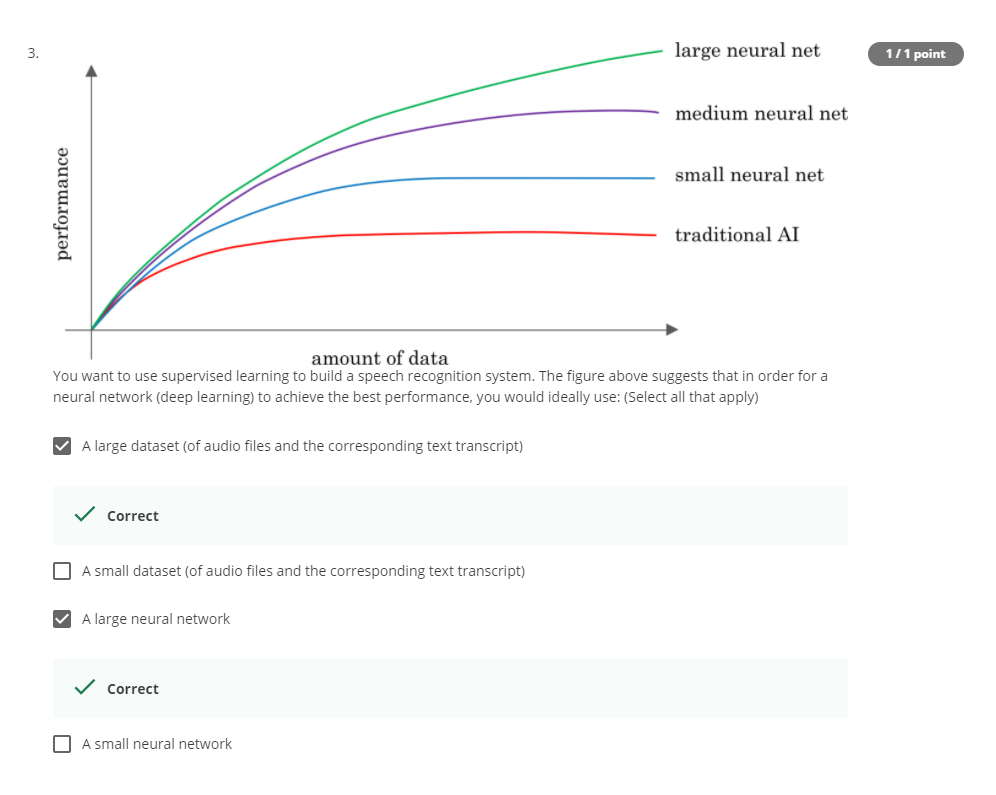 3.
1 / 1 point
large neural net
medium neural net
small neural net
traditional AI
performance
amount of data
You want to use supervised learning to build a speech recognition system. The figure above suggests that in order for a
neural network (deep learning) to achieve the best performance, you would ideally use: (Select all that apply)
A large dataset (of audio files and the corresponding text transcript)
Correct
A small dataset (of audio files and the corresponding text transcript)
A large neural network
Correct
A small neural network